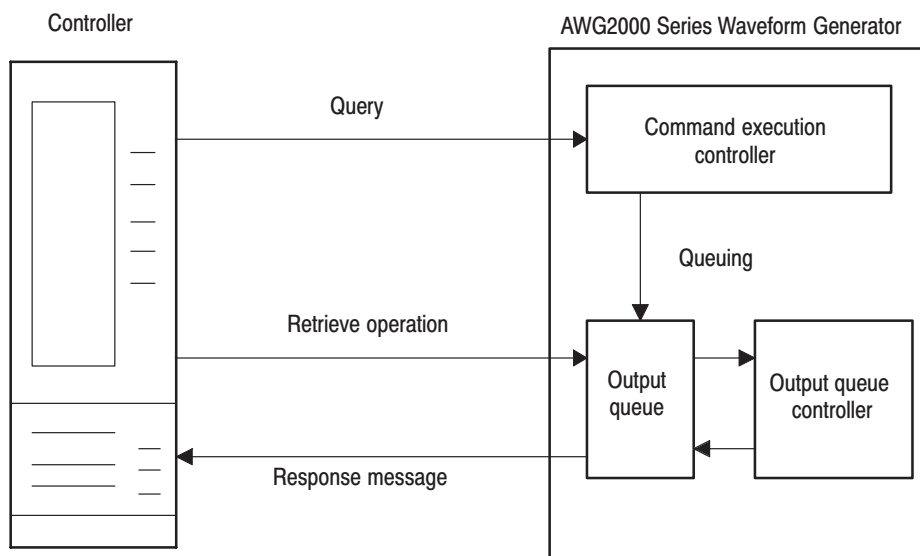 Controller
AWG2000 Series Waveform Generator
Query
Command execution
controller
Queuing
Retrieve operation
Output
queue
Output queue
controller
Response message